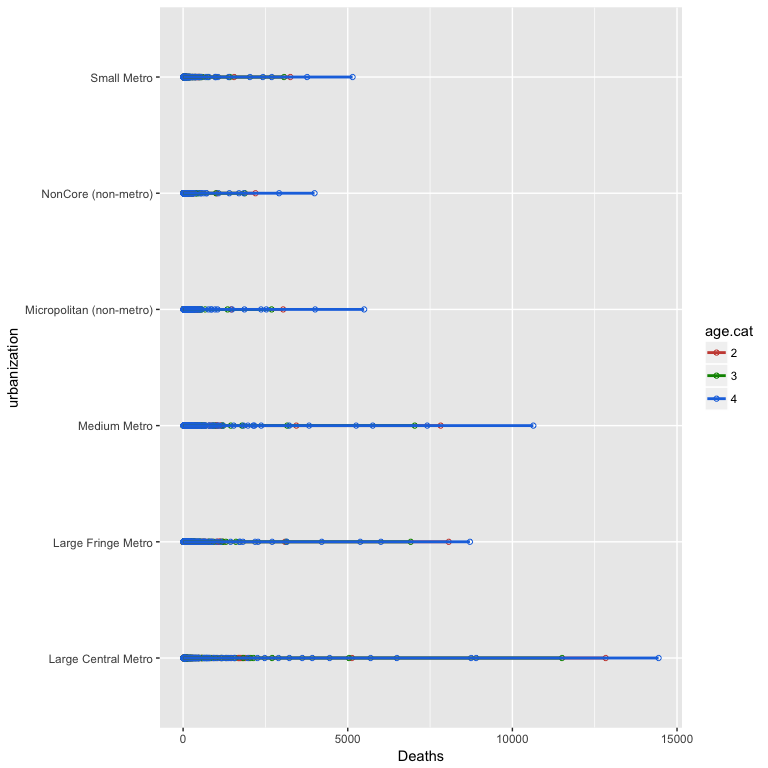 Small Metro
NonCore (non-metro)
Micropolitan (non-metro)
Medium Metro
Large Fringe Metro
Large Central Metro
urbanization
0 5000 10000 15000
Deaths
age.cat
2
3
4